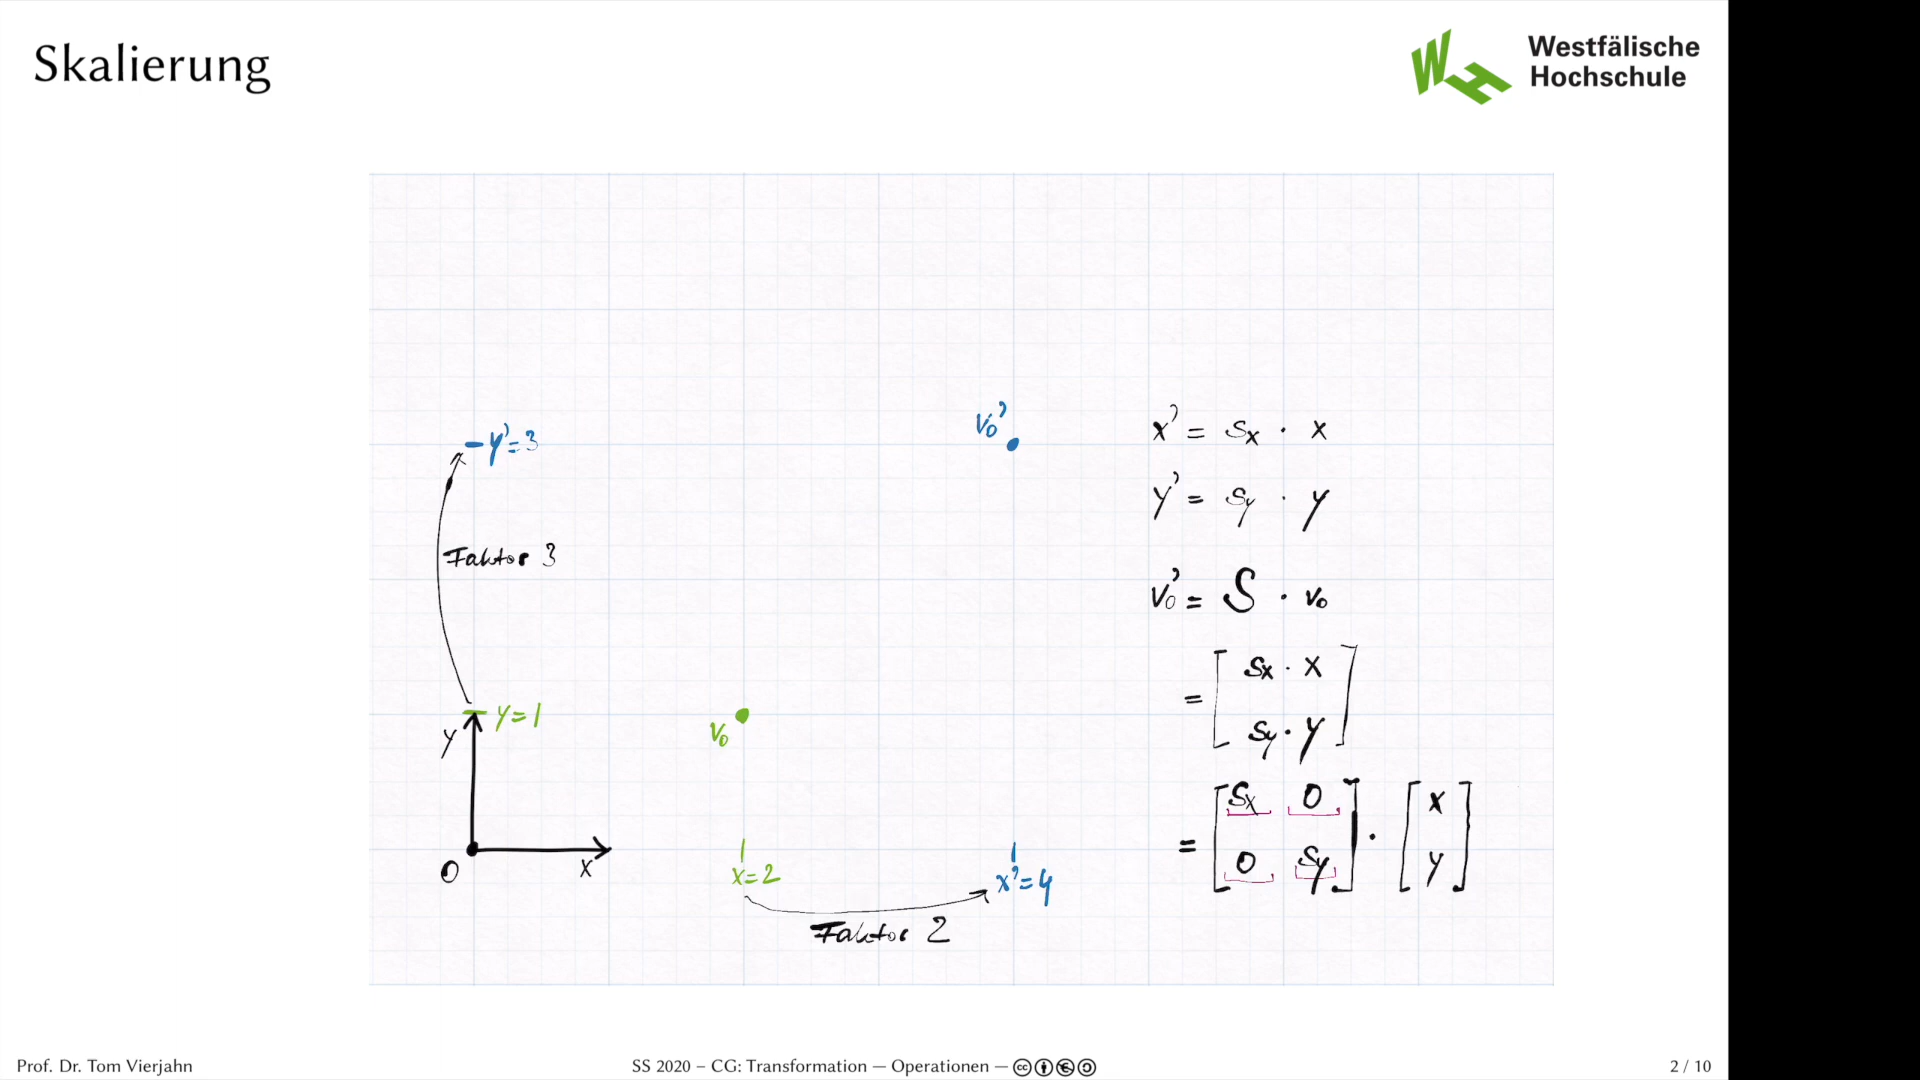 Skalierung
Westfälische
Hochschule
y'=3
v₀'
Faktor 3
y=1
y
v₀
0
x
x=2
x'=4
Faktor 2
x' = sx · x
y' = sy · y
v₀' = S · v₀
= [ sx · x
sy · y ]
= [ sx 0
0 sy ] · [ x
y ]
Prof. Dr. Tom Vierjahn
SS 2020 – CG: Transformation — Operationen —
2 / 10